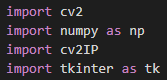 import cv2
import numpy as np
import cv2IP
import tkinter as tk